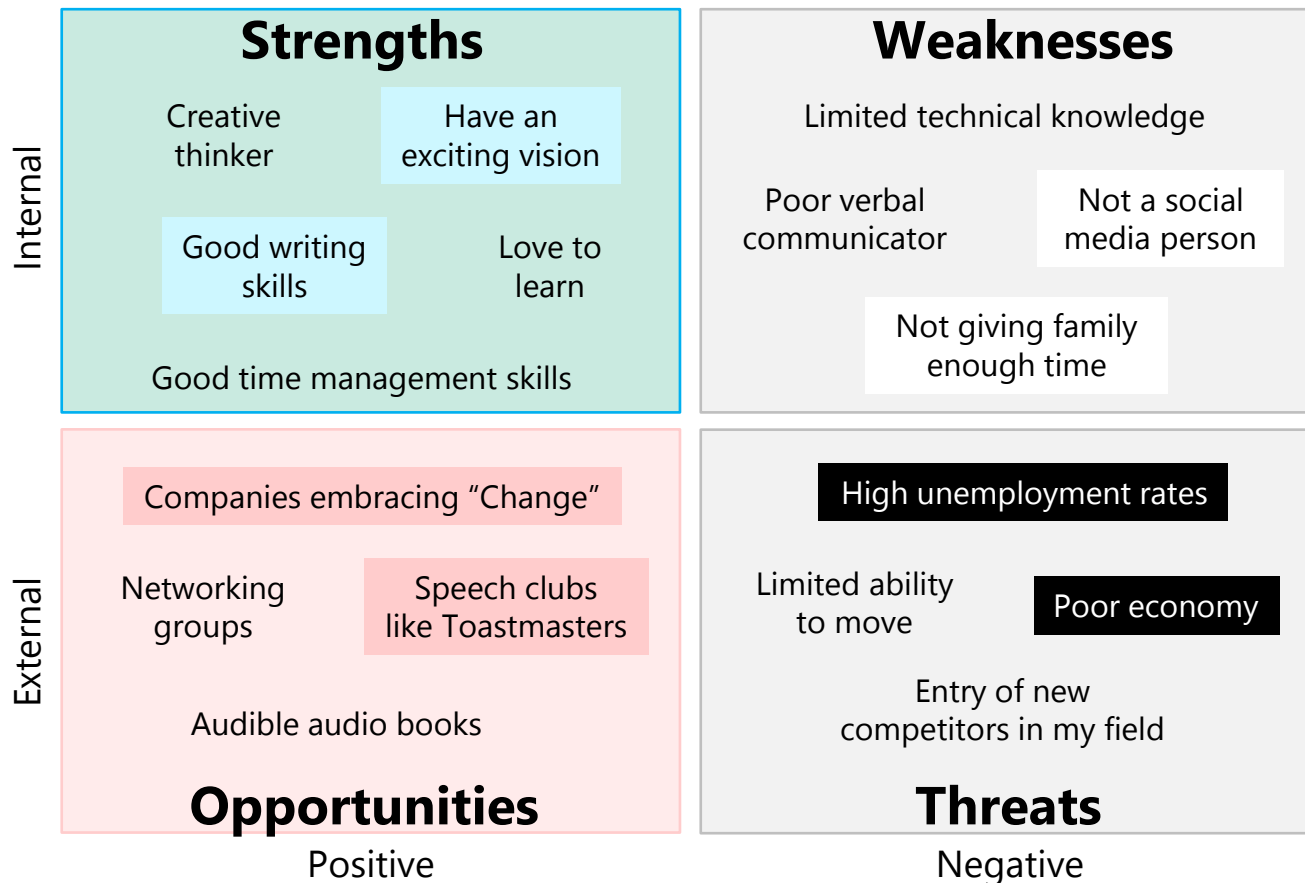 Internal
Strengths
Creative
thinker
Have an
exciting vision
Good writing
skills
Love to
learn
Good time management skills
Weaknesses
Limited technical knowledge
Poor verbal
communicator
Not a social
media person
Not giving family
enough time
External
Companies embracing “Change”
Networking
groups
Speech clubs
like Toastmasters
Audible audio books
Opportunities
High unemployment rates
Limited ability
to move
Poor economy
Entry of new
competitors in my field
Threats
Positive
Negative